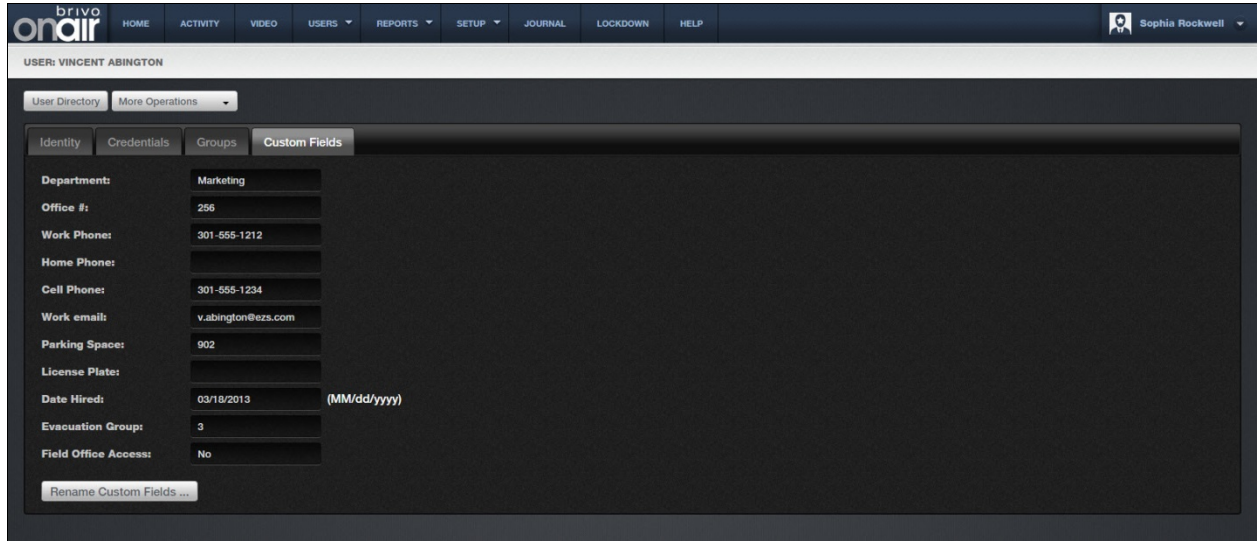 brivo
onair HOME ACTIVITY VIDEO USERS REPORTS SETUP JOURNAL LOCKDOWN HELP Sophia Rockwell
USER: VINCENT ABINGTON
User Directory More Operations
Identity Credentials Groups Custom Fields
Department: Marketing
Office #: 256
Work Phone: 301-555-1212
Home Phone:
Cell Phone: 301-555-1234
Work email: v.abington@ezs.com
Parking Space: 902
License Plate:
Date Hired: 03/18/2013 (MM/dd/yyyy)
Evacuation Group: 3
Field Office Access: No
Rename Custom Fields ...